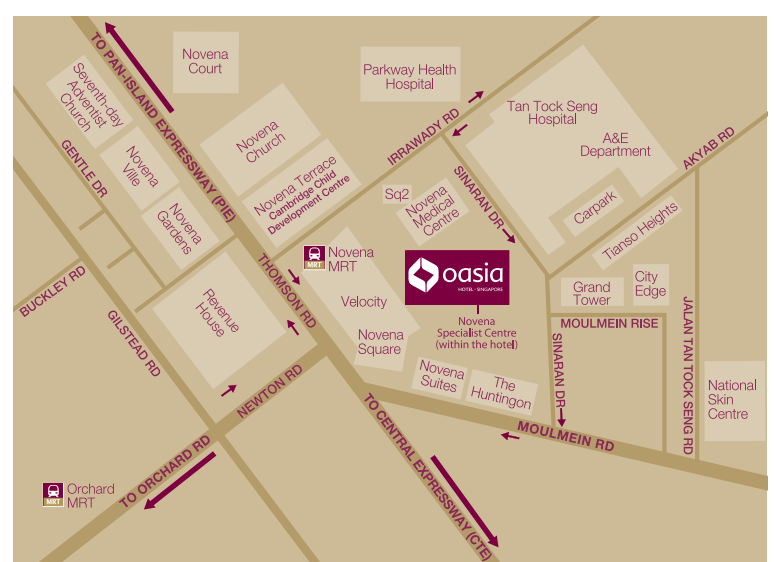 TO PAN-ISLAND EXPRESSWAY (PIE)
Novena
Court
Parkway Health
Hospital
Seventh-day
Adventist
Church
Novena
Church
Tan Tock Seng
Hospital
A&E
Department
IRRAWADY RD
AKYAB RD
GENTLE DR
Novena
Ville
Novena Terrace
Cambridge Child
Development Centre
SINARAN DR
Sq2
Novena
Medical
Centre
Carpark
Novena
Gardens
Tianso Heights
MRT
Novena
MRT
THOMSON RD
oasia
HOTEL · SINGAPORE
Grand
Tower
City
Edge
BUCKLEY RD
Revenue
House
Velocity
Novena
Specialist Centre
(within the hotel)
MOULMEIN RISE
JALAN TAN TOCK SENG RD
GILSTEAD RD
Novena
Square
SINARAN DR
Novena
Suites
The
Huntingon
National
Skin
Centre
NEWTON RD
MOULMEIN RD
TO ORCHARD RD
TO CENTRAL EXPRESSWAY (CTE)
MRT
Orchard
MRT